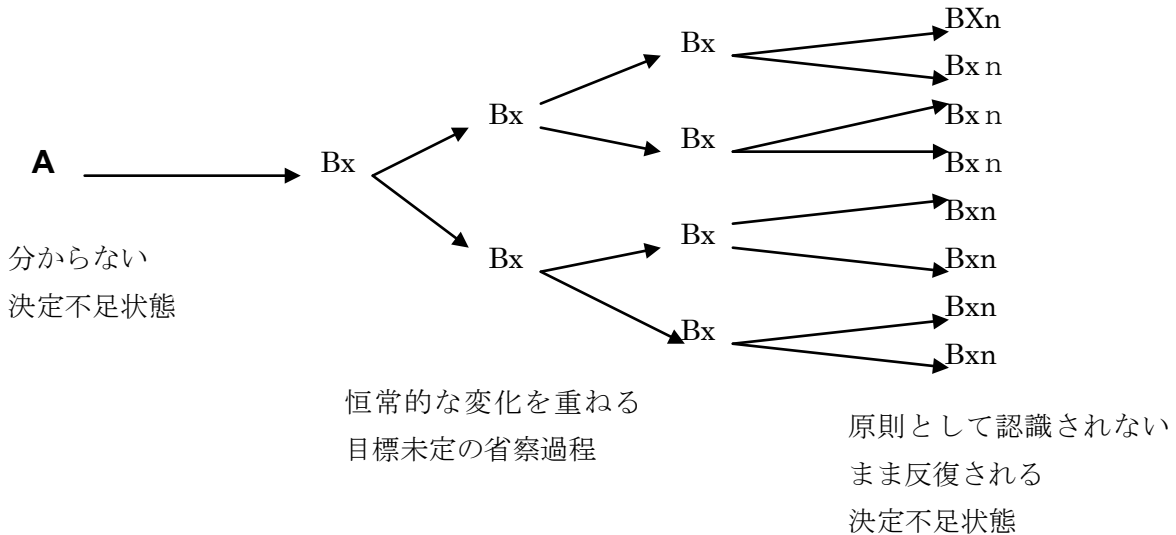 BXn
Bx
Bxｎ
Bx
Bxｎ
Bx
A
Bx
Bxｎ
Bxn
Bx
Bx
Bxn
Bxn
Bx
Bxn
分からない
決定不足状態
恒常的な変化を重ねる
目標未定の省察過程
原則として認識されない
まま反復される
決定不足状態